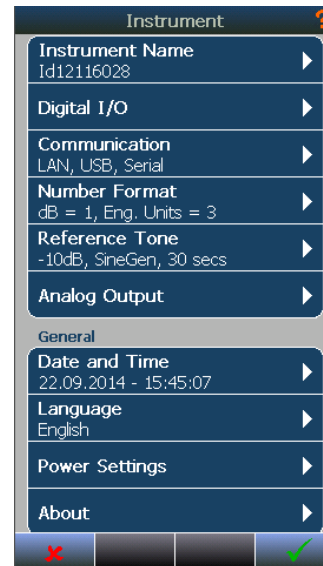 Instrument
?
Instrument Name
Id12116028
Digital I/O
Communication
LAN, USB, Serial
Number Format
dB = 1, Eng. Units = 3
Reference Tone
-10dB, SineGen, 30 secs
Analog Output
General
Date and Time
22.09.2014 - 15:45:07
Language
English
Power Settings
About